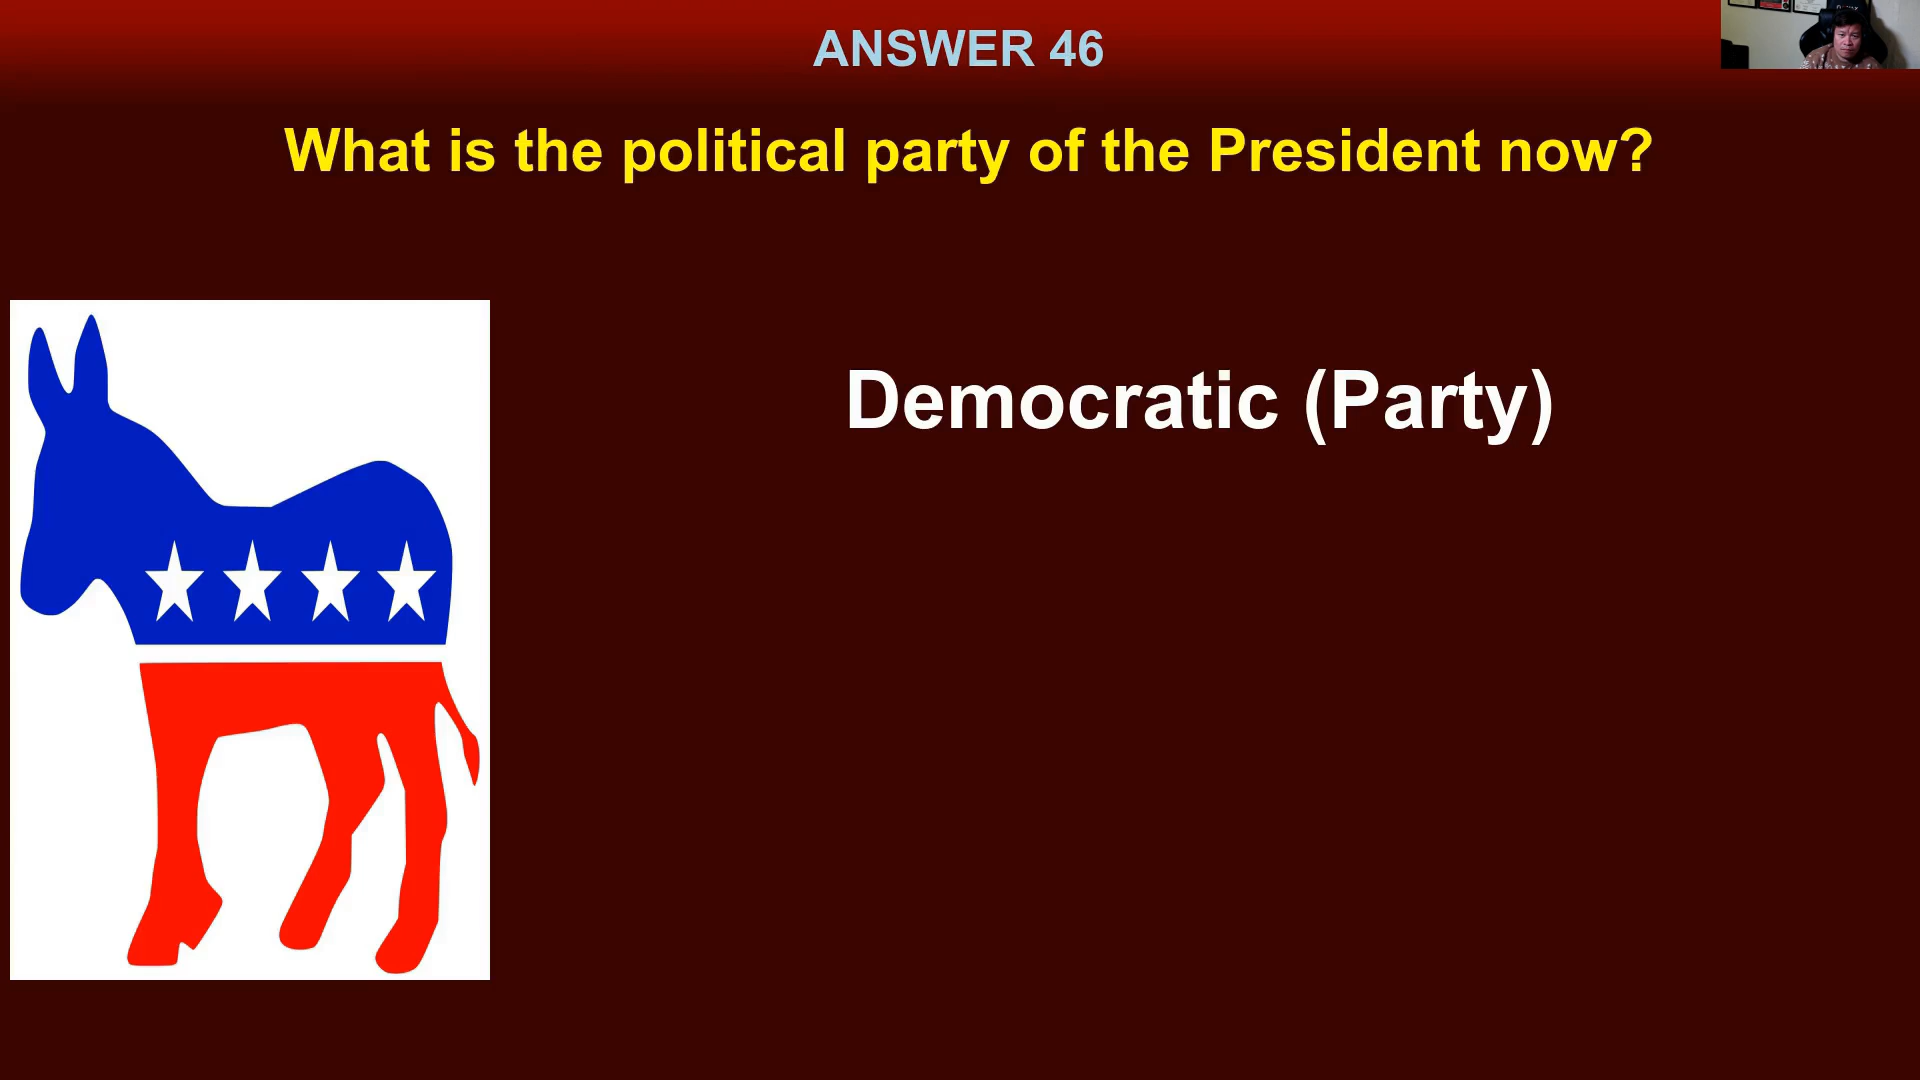 ANSWER 46
What is the political party of the President now?
Democratic (Party)